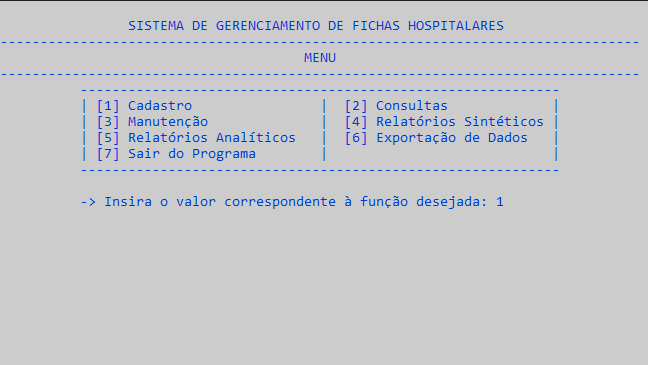 SISTEMA DE GERENCIAMENTO DE FICHAS HOSPITALARES
--------------------------------------------------------------------------------
MENU
--------------------------------------------------------------------------------
------------------------------------------------------------
| [1] Cadastro                |  [2] Consultas             |
| [3] Manutenção              |  [4] Relatórios Sintéticos |
| [5] Relatórios Analíticos   |  [6] Exportação de Dados   |
| [7] Sair do Programa        |                            |
------------------------------------------------------------
-> Insira o valor correspondente à função desejada: 1